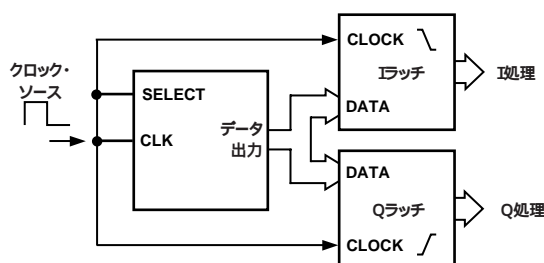 クロック・
ソース
SELECT
CLK
データ
出力
CLOCK
Iラッチ
DATA
I処理
DATA
Qラッチ
CLOCK
Q処理